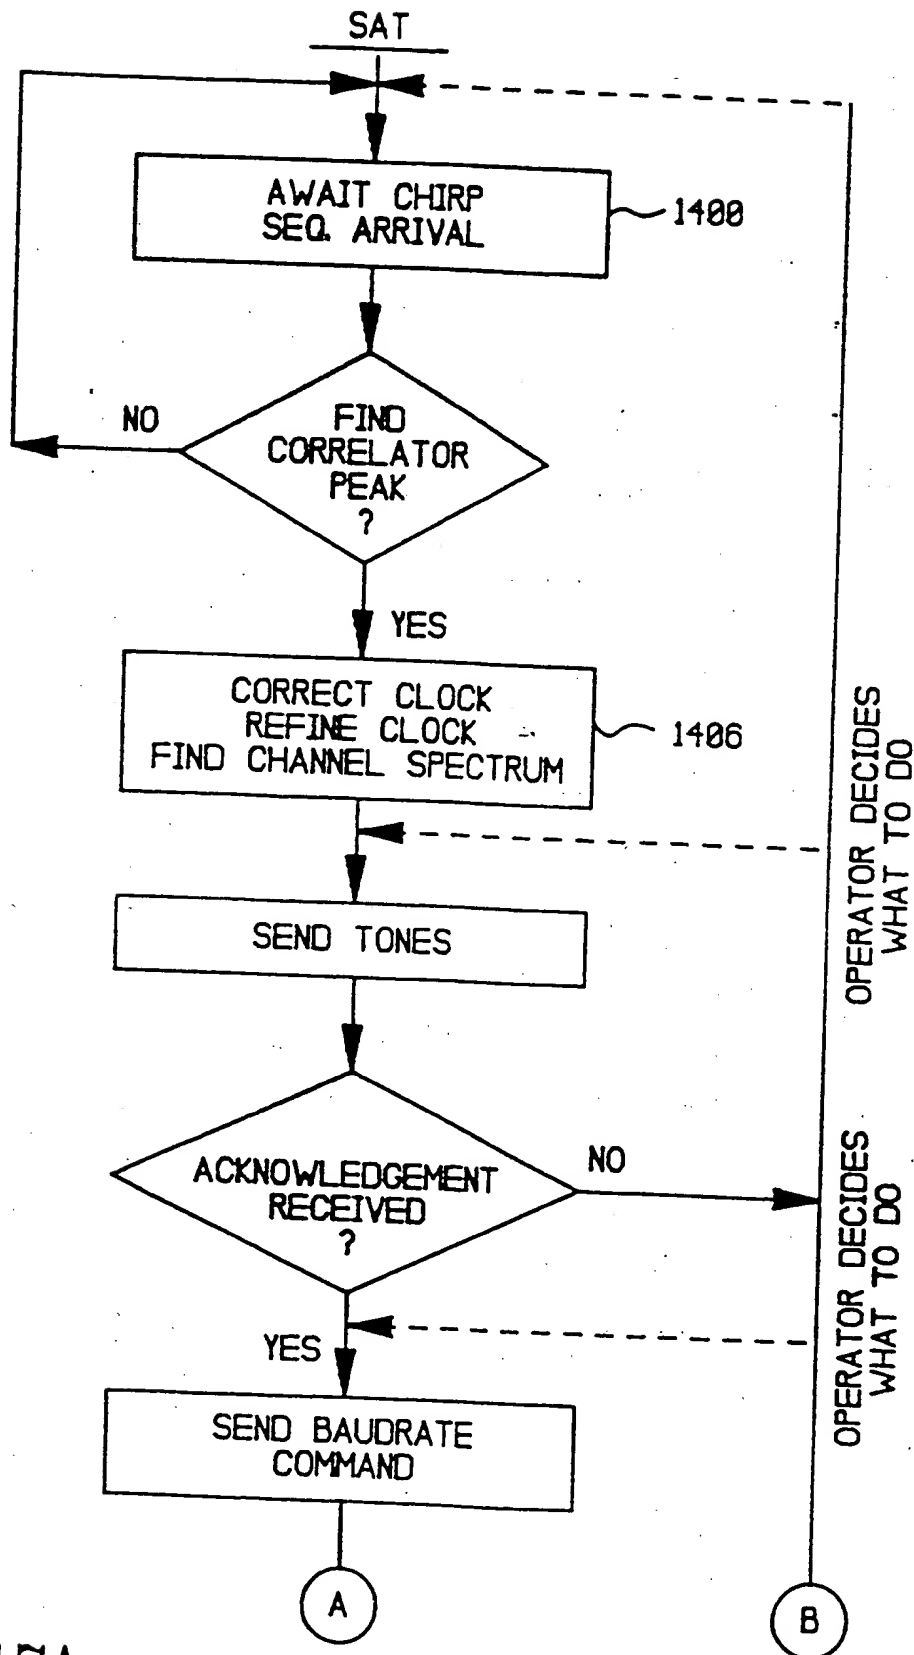 SAT
AWAIT CHIRP
SEQ. ARRIVAL
1400
NO
FIND
CORRELATOR
PEAK
?
YES
CORRECT CLOCK
REFINE CLOCK
FIND CHANNEL SPECTRUM
1406
OPERATOR DECIDES
WHAT TO DO
SEND TONES
ACKNOWLEDGEMENT
RECEIVED
?
NO
OPERATOR DECIDES
WHAT TO DO
YES
SEND BAUDRATE
COMMAND
A
B